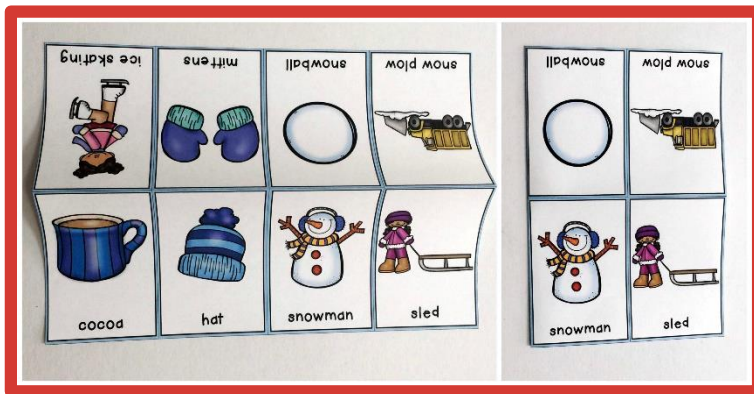 ice skating
mittens
snowball
snow plow
cocoa
hat
snowman
sled
snowball
snow plow
snowman
sled